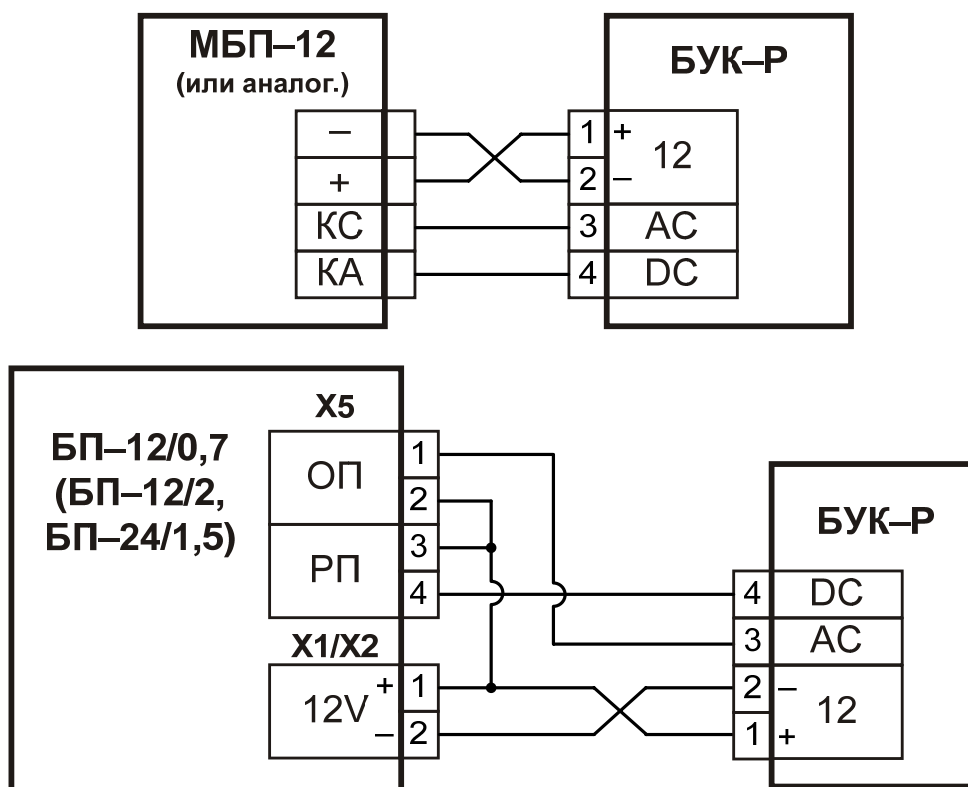 МБП–12
(или аналог.)
БУК–Р
–
+
КС
КА
1
2
3
4
+
–
12
AC
DC
БП–12/0,7
(БП–12/2,
БП–24/1,5)
X5
ОП
РП
1
2
3
4
X1/X2
12V
+
–
1
2
БУК–Р
4
3
2
1
DC
AC
–
+
12